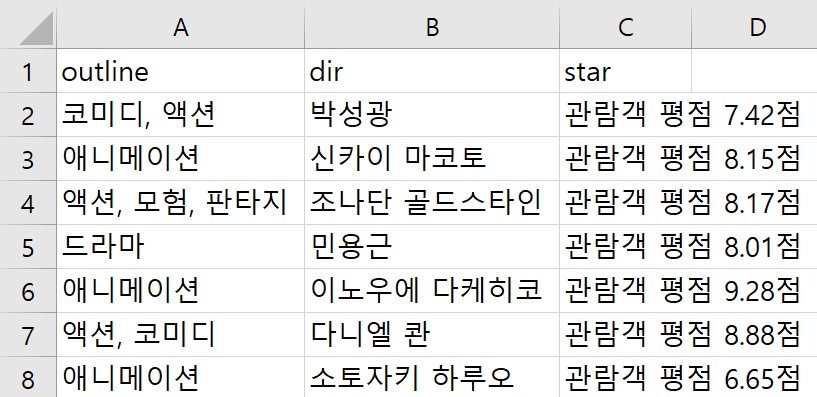 A B C D
1 outline dir star
2 코미디, 액션 박성광 관람객 평점 7.42점
3 애니메이션 신카이 마코토 관람객 평점 8.15점
4 액션, 모험, 판타지 조나단 골드스타인 관람객 평점 8.17점
5 드라마 민용근 관람객 평점 8.01점
6 애니메이션 이노우에 다케히코 관람객 평점 9.28점
7 액션, 코미디 다니엘 콴 관람객 평점 8.88점
8 애니메이션 소토자키 하루오 관람객 평점 6.65점